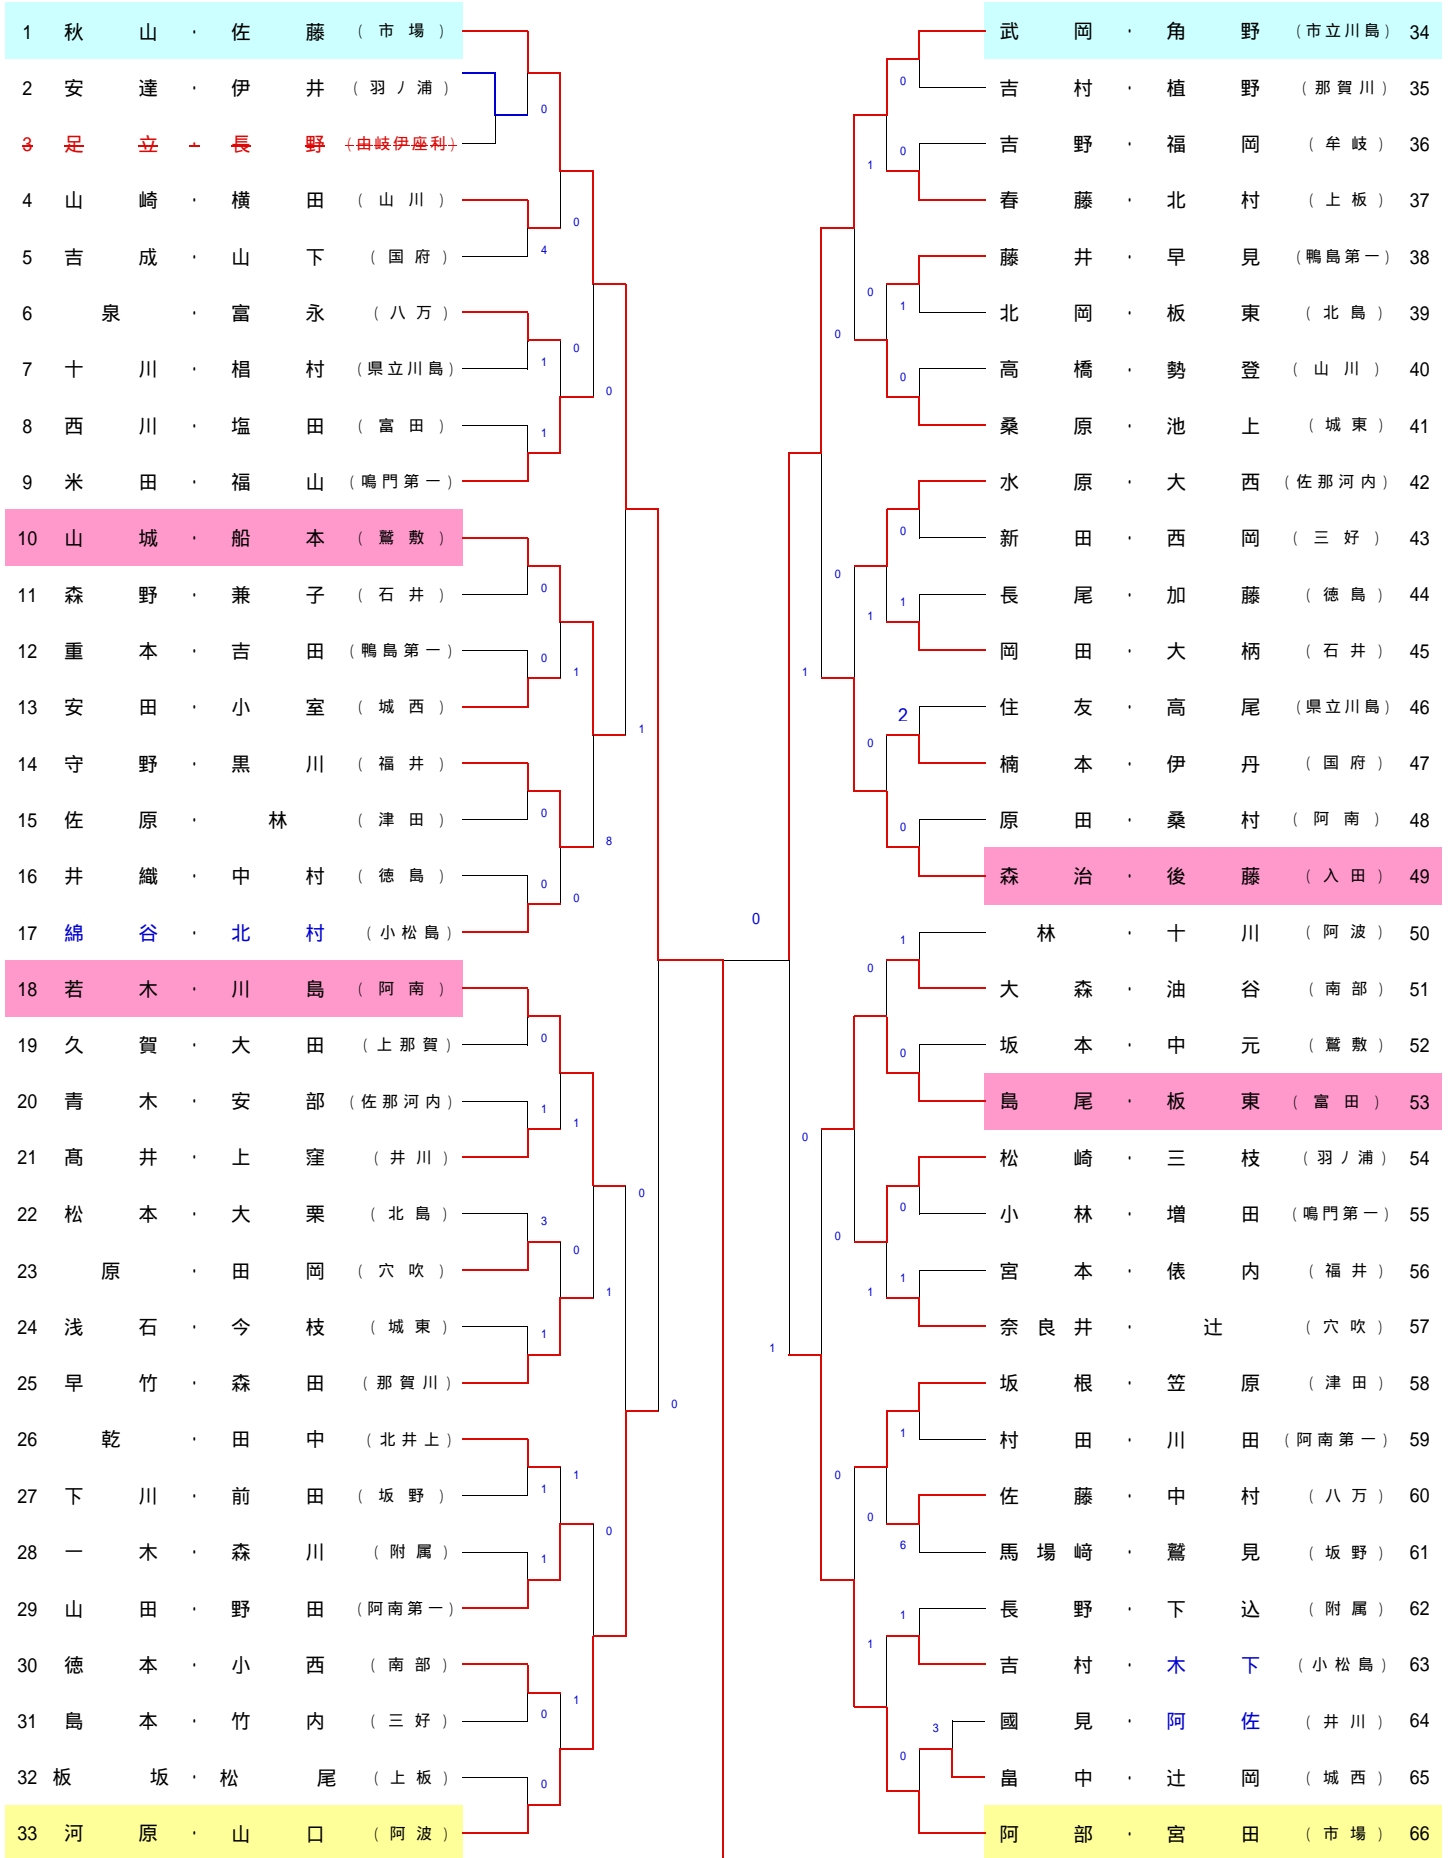 1 秋山・佐藤 (市場)
2 安達・伊井 (羽ノ浦)
0
3 足立・長野 (由岐伊座利)
4 山崎・横田 (山川)
0
4
5 吉成・山下 (国府)
6 泉・富永 (八万)
0
1
7 十川・椙村 (県立川島)
0
8 西川・塩田 (富田)
1
9 米田・福山 (鳴門第一)
10 山城・船本 (鷲敷)
0
11 森野・兼子 (石井)
12 重本・吉田 (鴨島第一)
0
1
13 安田・小室 (城西)
1
14 守野・黒川 (福井)
0
15 佐原・林 (津田)
8
16 井織・中村 (徳島)
0
0
17 綿谷・北村 (小松島)
18 若木・川島 (阿南)
0
19 久賀・大田 (上那賀)
20 青木・安部 (佐那河内)
1
1
21 髙井・上窪 (井川)
0
22 松本・大栗 (北島)
3
0
23 原・田岡 (穴吹)
1
24 浅石・今枝 (城東)
1
25 早竹・森田 (那賀川)
0
26 乾・田中 (北井上)
1
1
27 下川・前田 (坂野)
0
28 一木・森川 (附属)
1
29 山田・野田 (阿南第一)
30 徳本・小西 (南部)
1
0
31 島本・竹内 (三好)
32 板坂・松尾 (上板)
0
33 河原・山口 (阿波)
0
武岡・角野 (市立川島) 34
0
吉村・植野 (那賀川) 35
吉野・福岡 (牟岐) 36
0
1
春藤・北村 (上板) 37
藤井・早見 (鴨島第一) 38
0
1
北岡・板東 (北島) 39
0
高橋・勢登 (山川) 40
0
桑原・池上 (城東) 41
水原・大西 (佐那河内) 42
0
新田・西岡 (三好) 43
0
長尾・加藤 (徳島) 44
1
1
岡田・大柄 (石井) 45
1
住友・高尾 (県立川島) 46
2
0
楠本・伊丹 (国府) 47
原田・桑村 (阿南) 48
0
森治・後藤 (入田) 49
林・十川 (阿波) 50
1
0
大森・油谷 (南部) 51
坂本・中元 (鷲敷) 52
0
島尾・板東 (富田) 53
0
松崎・三枝 (羽ノ浦) 54
0
小林・増田 (鳴門第一) 55
0
宮本・俵内 (福井) 56
1
1
奈良井・辻 (穴吹) 57
1
坂根・笠原 (津田) 58
1
村田・川田 (阿南第一) 59
0
佐藤・中村 (八万) 60
0
6
馬場﨑・鷲見 (坂野) 61
長野・下込 (附属) 62
1
1
吉村・木下 (小松島) 63
國見・阿佐 (井川) 64
3
0
畠中・辻岡 (城西) 65
阿部・宮田 (市場) 66